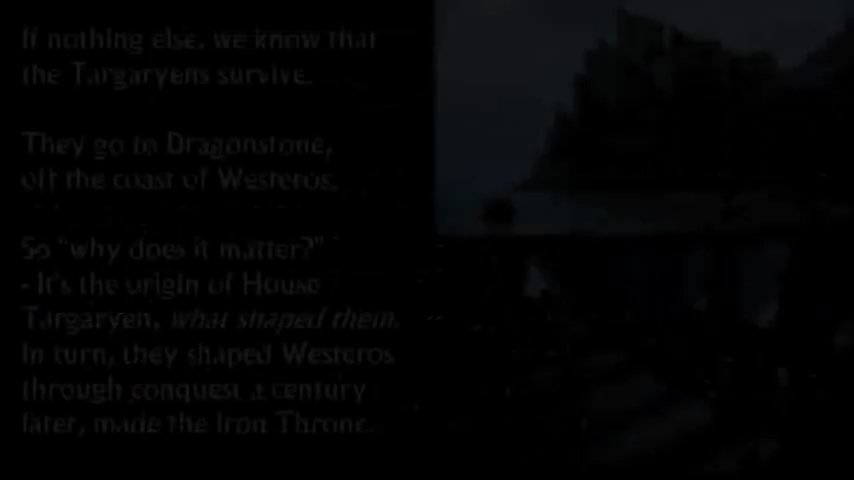 If nothing else, we know that
the Targaryens survive.
They go to Dragonstone,
off the coast of Westeros.
So "why does it matter?"
- It's the origin of House
Targaryen, what shaped them.
In turn, they shaped Westeros
through conquest a century
later, made the Iron Throne.